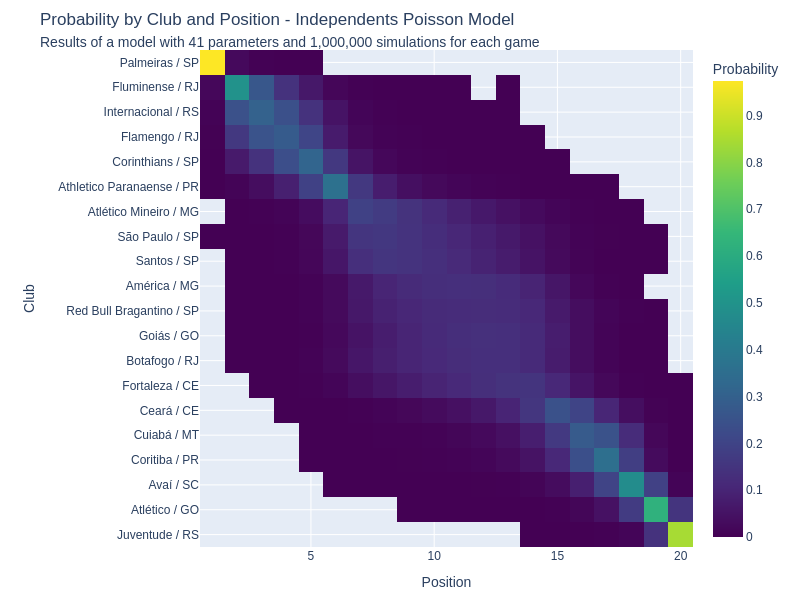 Probability by Club and Position - Independents Poisson Model
Results of a model with 41 parameters and 1,000,000 simulations for each game
Probability
Club
Palmeiras / SP
Fluminense / RJ
Internacional / RS
Flamengo / RJ
Corinthians / SP
Athletico Paranaense / PR
Atlético Mineiro / MG
São Paulo / SP
Santos / SP
América / MG
Red Bull Bragantino / SP
Goiás / GO
Botafogo / RJ
Fortaleza / CE
Ceará / CE
Cuiabá / MT
Coritiba / PR
Avaí / SC
Atlético / GO
Juventude / RS
5 10 15 20
Position
0.9
0.8
0.7
0.6
0.5
0.4
0.3
0.2
0.1
0